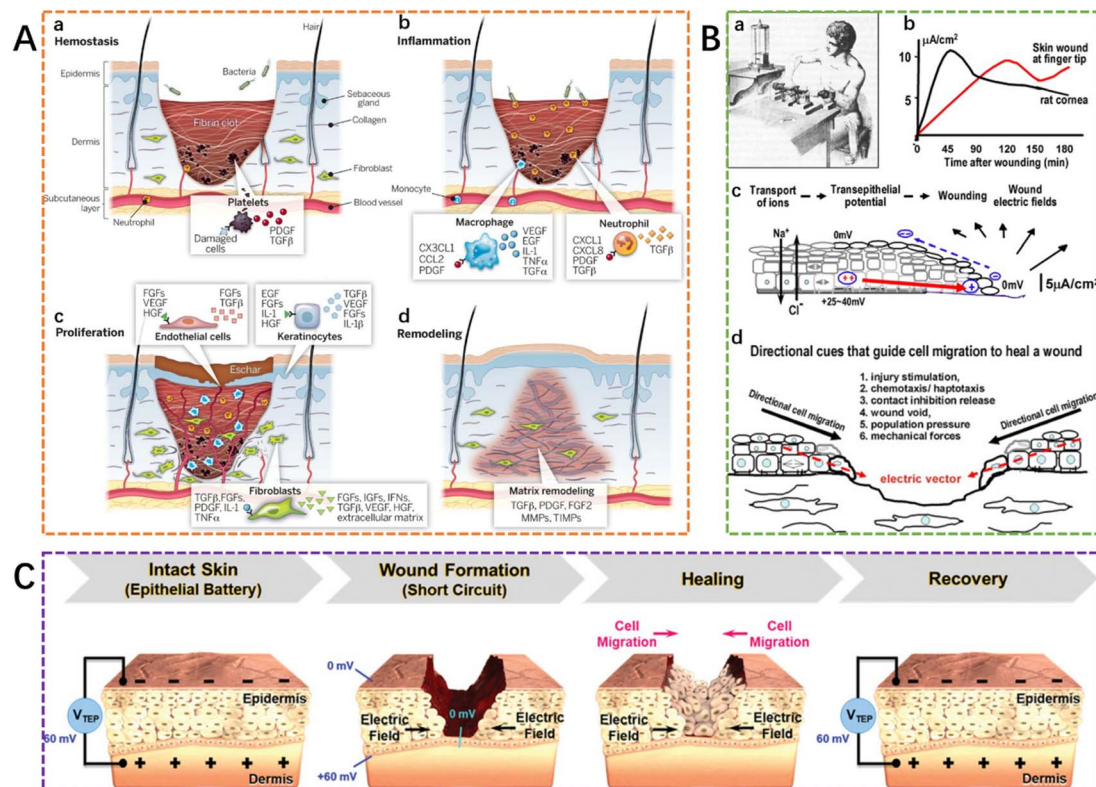 A
a
Hemostasis
Hair
Bacteria
Epidermis
Sebaceous
gland
Collagen
Fibrin clot
Dermis
Fibroblast
Subcutaneous
layer
Neutrophil
Platelets
Damaged
cells
PDGF
TGFβ
Blood vessel
b
Inflammation
Monocyte
Macrophage
CX3CL1
CCL2
PDGF
VEGF
EGF
IL-1
TNFα
TGFα
Neutrophil
CXCL1
CXCL8
PDGF
TGFβ
TGFβ
c
Proliferation
FGFs
VEGF
HGF
FGFs
TGFβ
Endothelial cells
EGF
FGFs
IL-1
HGF
TGFβ
VEGF
FGFs
IL-1β
Keratinocytes
Eschar
Fibroblasts
TGFβ,FGFs,
PDGF, IL-1
TNFα
FGFs, IGFs, IFNs,
TGFβ, VEGF, HGF,
extracellular matrix
d
Remodeling
Matrix remodeling
TGFβ, PDGF, FGF2
MMPs, TIMPs
B
a
b
μA/cm²
10
5
Skin wound
at finger tip
rat cornea
0 45 90 120 150 180
Time after wounding (min)
c
Transport
of ions
Transepithelial
potential
Wounding
Wound
electric fields
Na⁺
0mV
- -
-
++
+
0mV
5μA/cm²
Cl⁻
+25~40mV
d
Directional cues that guide cell migration to heal a wound
1. injury stimulation,
2. chemotaxis/ haptotaxis
3. contact inhibition release
4. wound void,
5. population pressure
6. mechanical forces
Directional cell migration
Directional cell migration
electric vector
C
Intact Skin
(Epithelial Battery)
Wound Formation
(Short Circuit)
Healing
Recovery
V TEP
60 mV
- - - - -
Epidermis
+ + + + +
Dermis
0 mV
0 mV
Electric
Field
Electric
Field
+60 mV
Cell
Migration
Cell
Migration
Electric
Field
Electric
Field
V TEP
60 mV
- - - - -
Epidermis
+ + + + +
Dermis